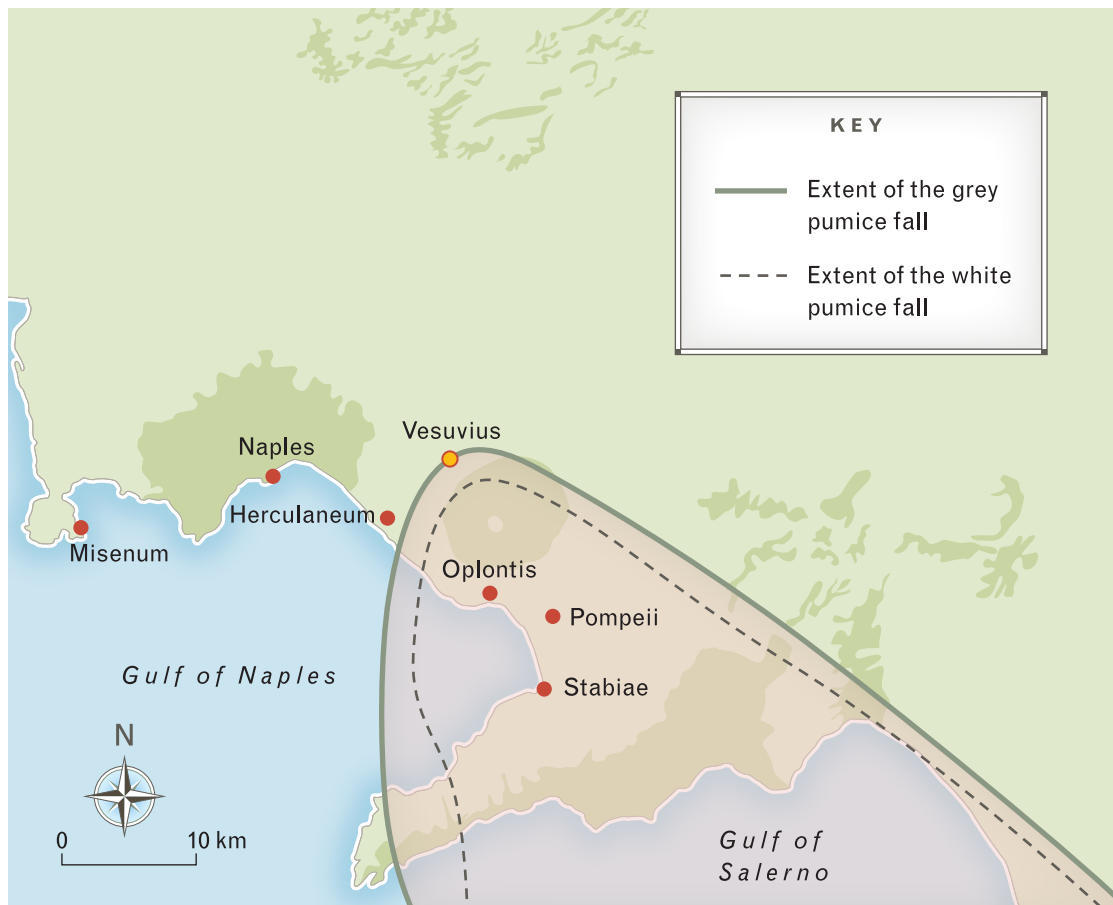 KEY
Extent of the grey
pumice fall
Extent of the white
pumice fall
Vesuvius
Naples
Herculaneum
Misenum
Oplontis
Pompeii
Gulf of Naples
Stabiae
N
0 10 km
Gulf of
Salerno